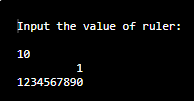 Input the value of ruler:
10
         1
1234567890